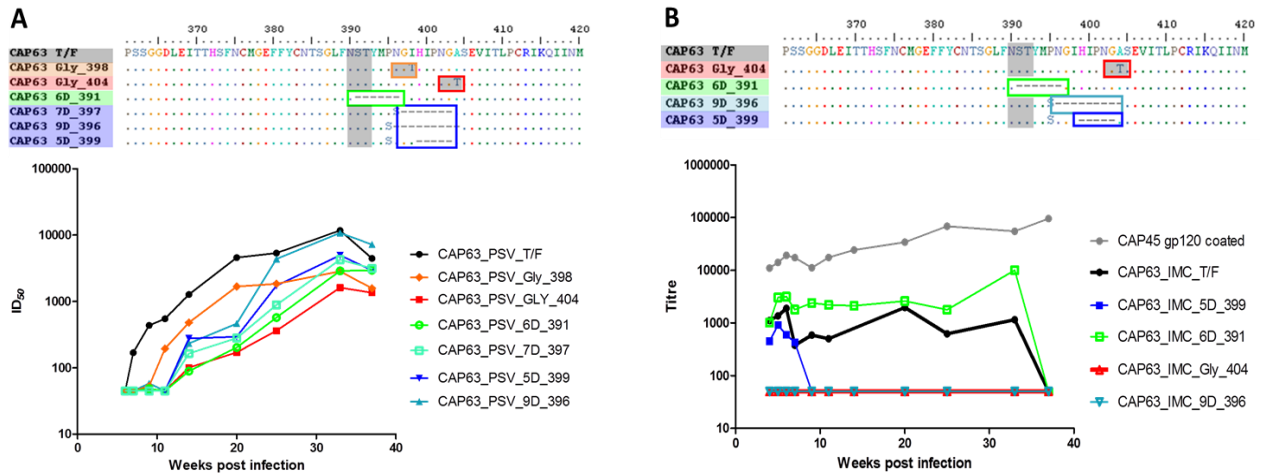 A
370 380 390 400 410 420
CAP63 T/F PSSGGDLEITTHSFNCMGEFFYCNTSGLFNSTYMPNGIHIPNGASEVITLPCRIKQIINM
CAP63 Gly_398
CAP63 Gly_404 T
CAP63 6D_391 ------
CAP63 7D_397 -------
CAP63 9D_396 S
CAP63 5D_399 S -----
100000
10000
1000
100
10
ID50
0 10 20 30 40
Weeks post infection
CAP63_PSV_T/F
CAP63_PSV_Gly_398
CAP63_PSV_GLY_404
CAP63_PSV_6D_391
CAP63_PSV_7D_397
CAP63_PSV_5D_399
CAP63_PSV_9D_396
B
370 380 390 400 410 420
CAP63 T/F PSSGGDLEITTHSFNCMGEFFYCNTSGLFNSTYMPNGIHIPNGASEVITLPCRIKQIINM
CAP63 Gly_404 T
CAP63 6D_391 ------
CAP63 9D_396 S ---------
CAP63 5D_399 S -----
1000000
100000
10000
1000
100
10
Titre
0 10 20 30 40
Weeks post infection
CAP45 gp120 coated
CAP63_IMC_T/F
CAP63_IMC_5D_399
CAP63_IMC_6D_391
CAP63_IMC_Gly_404
CAP63_IMC_9D_396